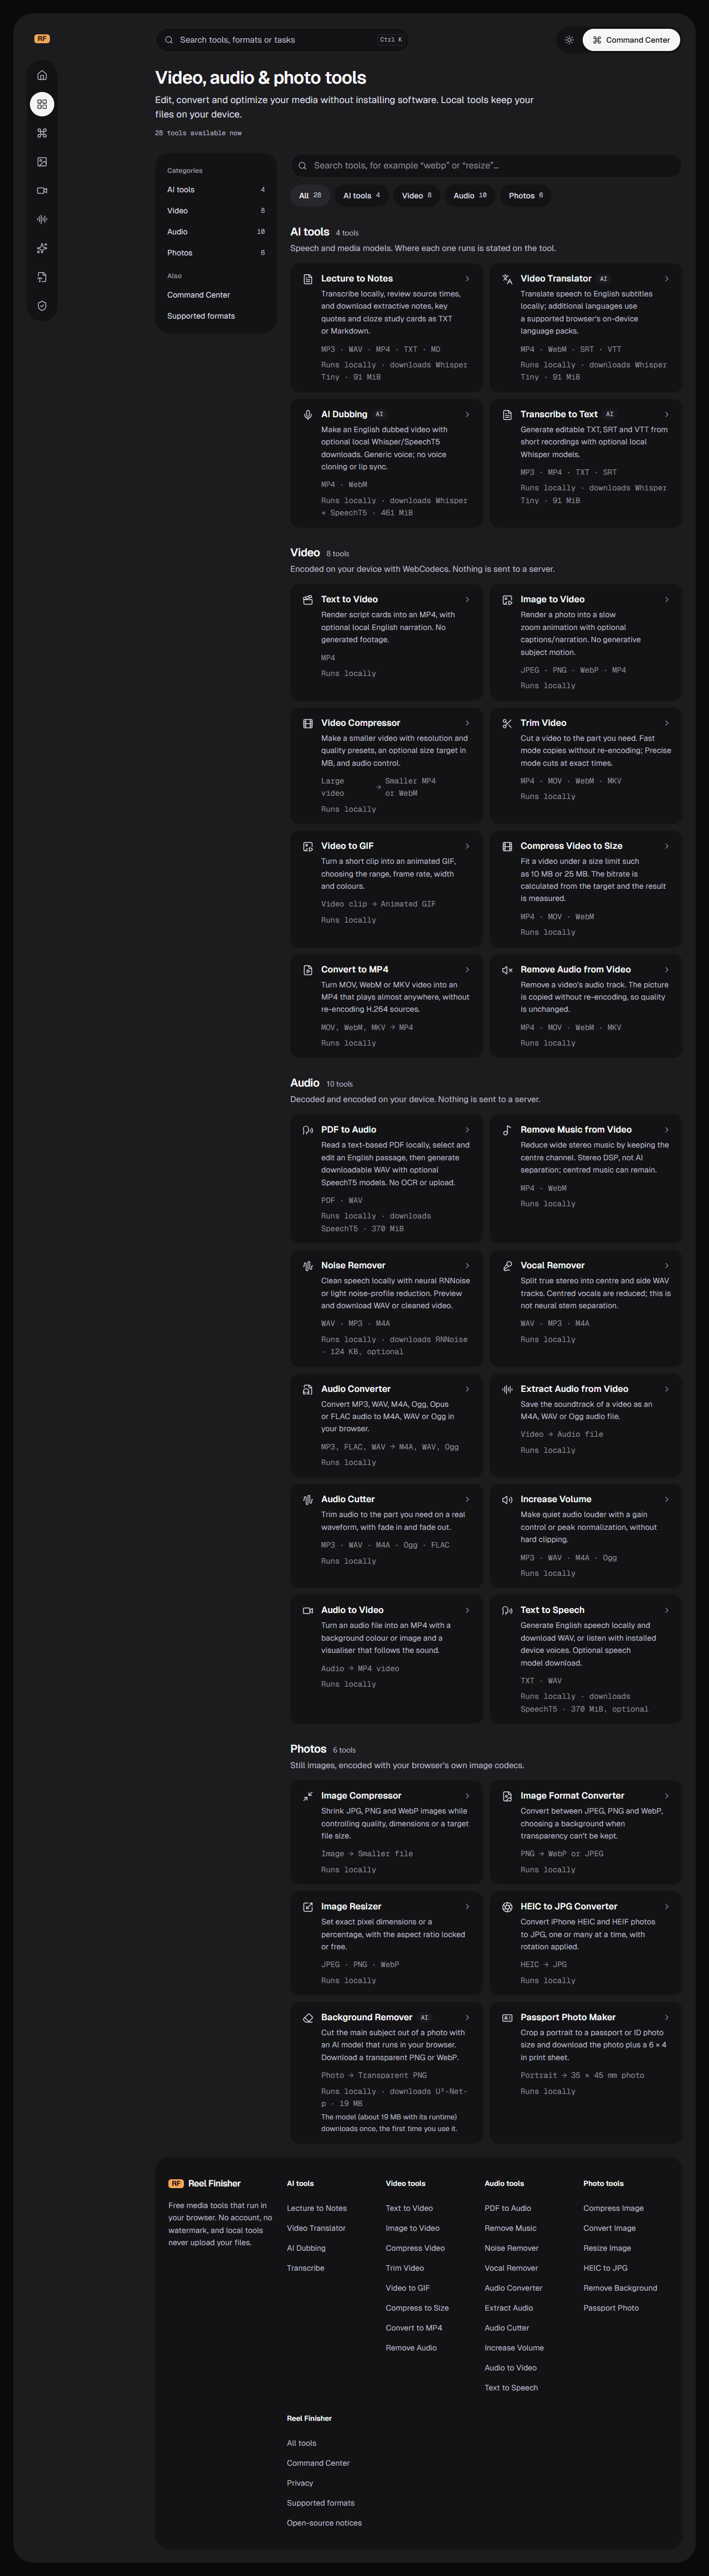 RF
Search tools, formats or tasks
Ctrl K
Command Center
Video, audio & photo tools
Edit, convert and optimize your media without installing software. Local tools keep your
files on your device.
28 tools available now
Categories
AI tools 4
Video 8
Audio 10
Photos 6
Also
Command Center
Supported formats
Search tools, for example “webp” or “resize”…
All 28
AI tools 4
Video 8
Audio 10
Photos 6
AI tools 4 tools
Speech and media models. Where each one runs is stated on the tool.
Lecture to Notes
Transcribe locally, review source times,
and download extractive notes, key
quotes and cloze study cards as TXT
or Markdown.
MP3 · WAV · MP4 · TXT · MD
Runs locally · downloads Whisper
Tiny · 91 MiB
Video Translator AI
Translate speech to English subtitles
locally; additional languages use
a supported browser's on-device
language packs.
MP4 · WebM · SRT · VTT
Runs locally · downloads Whisper
Tiny · 91 MiB
AI Dubbing AI
Make an English dubbed video with
optional local Whisper/SpeechT5
downloads. Generic voice; no voice
cloning or lip sync.
MP4 · WebM
Runs locally · downloads Whisper
+ SpeechT5 · 461 MiB
Transcribe to Text AI
Generate editable TXT, SRT and VTT from
short recordings with optional local
Whisper models.
MP3 · MP4 · TXT · SRT
Runs locally · downloads Whisper
Tiny · 91 MiB
Video 8 tools
Encoded on your device with WebCodecs. Nothing is sent to a server.
Text to Video
Render script cards into an MP4, with
optional local English narration. No
generated footage.
MP4
Runs locally
Image to Video
Render a photo into a slow
zoom animation with optional
captions/narration. No generative
subject motion.
JPEG · PNG · WebP · MP4
Runs locally
Video Compressor
Make a smaller video with resolution and
quality presets, an optional size target in
MB, and audio control.
Large video → Smaller MP4 or WebM
Runs locally
Trim Video
Cut a video to the part you need. Fast
mode copies without re-encoding; Precise
mode cuts at exact times.
MP4 · MOV · WebM · MKV
Runs locally
Video to GIF
Turn a short clip into an animated GIF,
choosing the range, frame rate, width
and colours.
Video clip → Animated GIF
Runs locally
Compress Video to Size
Fit a video under a size limit such
as 10 MB or 25 MB. The bitrate is
calculated from the target and the result
is measured.
MP4 · MOV · WebM
Runs locally
Convert to MP4
Turn MOV, WebM or MKV video into an
MP4 that plays almost anywhere, without
re-encoding H.264 sources.
MOV, WebM, MKV → MP4
Runs locally
Remove Audio from Video
Remove a video's audio track. The picture
is copied without re-encoding, so quality
is unchanged.
MP4 · MOV · WebM · MKV
Runs locally
Audio 10 tools
Decoded and encoded on your device. Nothing is sent to a server.
PDF to Audio
Read a text-based PDF locally, select and
edit an English passage, then generate
downloadable WAV with optional
SpeechT5 models. No OCR or upload.
PDF · WAV
Runs locally · downloads
SpeechT5 · 370 MiB
Remove Music from Video
Reduce wide stereo music by keeping the
centre channel. Stereo DSP, not AI
separation; centred music can remain.
MP4 · WebM
Runs locally
Noise Remover
Clean speech locally with neural RNNoise
or light noise-profile reduction. Preview
and download WAV or cleaned video.
WAV · MP3 · M4A
Runs locally · downloads RNNoise
· 124 KB, optional
Vocal Remover
Split true stereo into centre and side WAV
tracks. Centred vocals are reduced; this is
not neural stem separation.
WAV · MP3 · M4A
Runs locally
Audio Converter
Convert MP3, WAV, M4A, Ogg, Opus
or FLAC audio to M4A, WAV or Ogg in
your browser.
MP3, FLAC, WAV → M4A, WAV, Ogg
Runs locally
Extract Audio from Video
Save the soundtrack of a video as an
M4A, WAV or Ogg audio file.
Video → Audio file
Runs locally
Audio Cutter
Trim audio to the part you need on a real
waveform, with fade in and fade out.
MP3 · WAV · M4A · Ogg · FLAC
Runs locally
Increase Volume
Make quiet audio louder with a gain
control or peak normalization, without
hard clipping.
MP3 · WAV · M4A · Ogg
Runs locally
Audio to Video
Turn an audio file into an MP4 with a
background colour or image and a
visualiser that follows the sound.
Audio → MP4 video
Runs locally
Text to Speech
Generate English speech locally and
download WAV, or listen with installed
device voices. Optional speech
model download.
TXT · WAV
Runs locally · downloads
SpeechT5 · 370 MiB, optional
Photos 6 tools
Still images, encoded with your browser's own image codecs.
Image Compressor
Shrink JPG, PNG and WebP images while
controlling quality, dimensions or a target
file size.
Image → Smaller file
Runs locally
Image Format Converter
Convert between JPEG, PNG and WebP,
choosing a background when
transparency can't be kept.
PNG → WebP or JPEG
Runs locally
Image Resizer
Set exact pixel dimensions or a
percentage, with the aspect ratio locked
or free.
JPEG · PNG · WebP
Runs locally
HEIC to JPG Converter
Convert iPhone HEIC and HEIF photos
to JPG, one or many at a time, with
rotation applied.
HEIC → JPG
Runs locally
Background Remover AI
Cut the main subject out of a photo with
an AI model that runs in your browser.
Download a transparent PNG or WebP.
Photo → Transparent PNG
Runs locally · downloads U²-Net-
p · 19 MB
The model (about 19 MB with its runtime)
downloads once, the first time you use it.
Passport Photo Maker
Crop a portrait to a passport or ID photo
size and download the photo plus a 6 × 4
in print sheet.
Portrait → 35 × 45 mm photo
Runs locally
RF Reel Finisher
Free media tools that run in
your browser. No account, no
watermark, and local tools
never upload your files.
AI tools
Lecture to Notes
Video Translator
AI Dubbing
Transcribe
Video tools
Text to Video
Image to Video
Compress Video
Trim Video
Video to GIF
Compress to Size
Convert to MP4
Remove Audio
Audio tools
PDF to Audio
Remove Music
Noise Remover
Vocal Remover
Audio Converter
Extract Audio
Audio Cutter
Increase Volume
Audio to Video
Text to Speech
Photo tools
Compress Image
Convert Image
Resize Image
HEIC to JPG
Remove Background
Passport Photo
Reel Finisher
All tools
Command Center
Privacy
Supported formats
Open-source notices